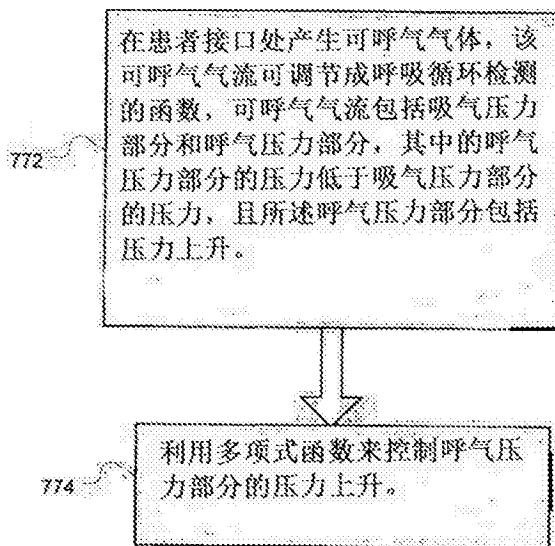 在患者接口处产生可呼气气体，该
可呼气气流可调节成呼吸循环检测
的函数，可呼气气流包括吸气压力
部分和呼气压力部分，其中的呼气
压力部分的压力低于吸气压力部分
的压力，且所述呼气压力部分包括
压力上升。
772
利用多项式函数来控制呼气压
力部分的压力上升。
774